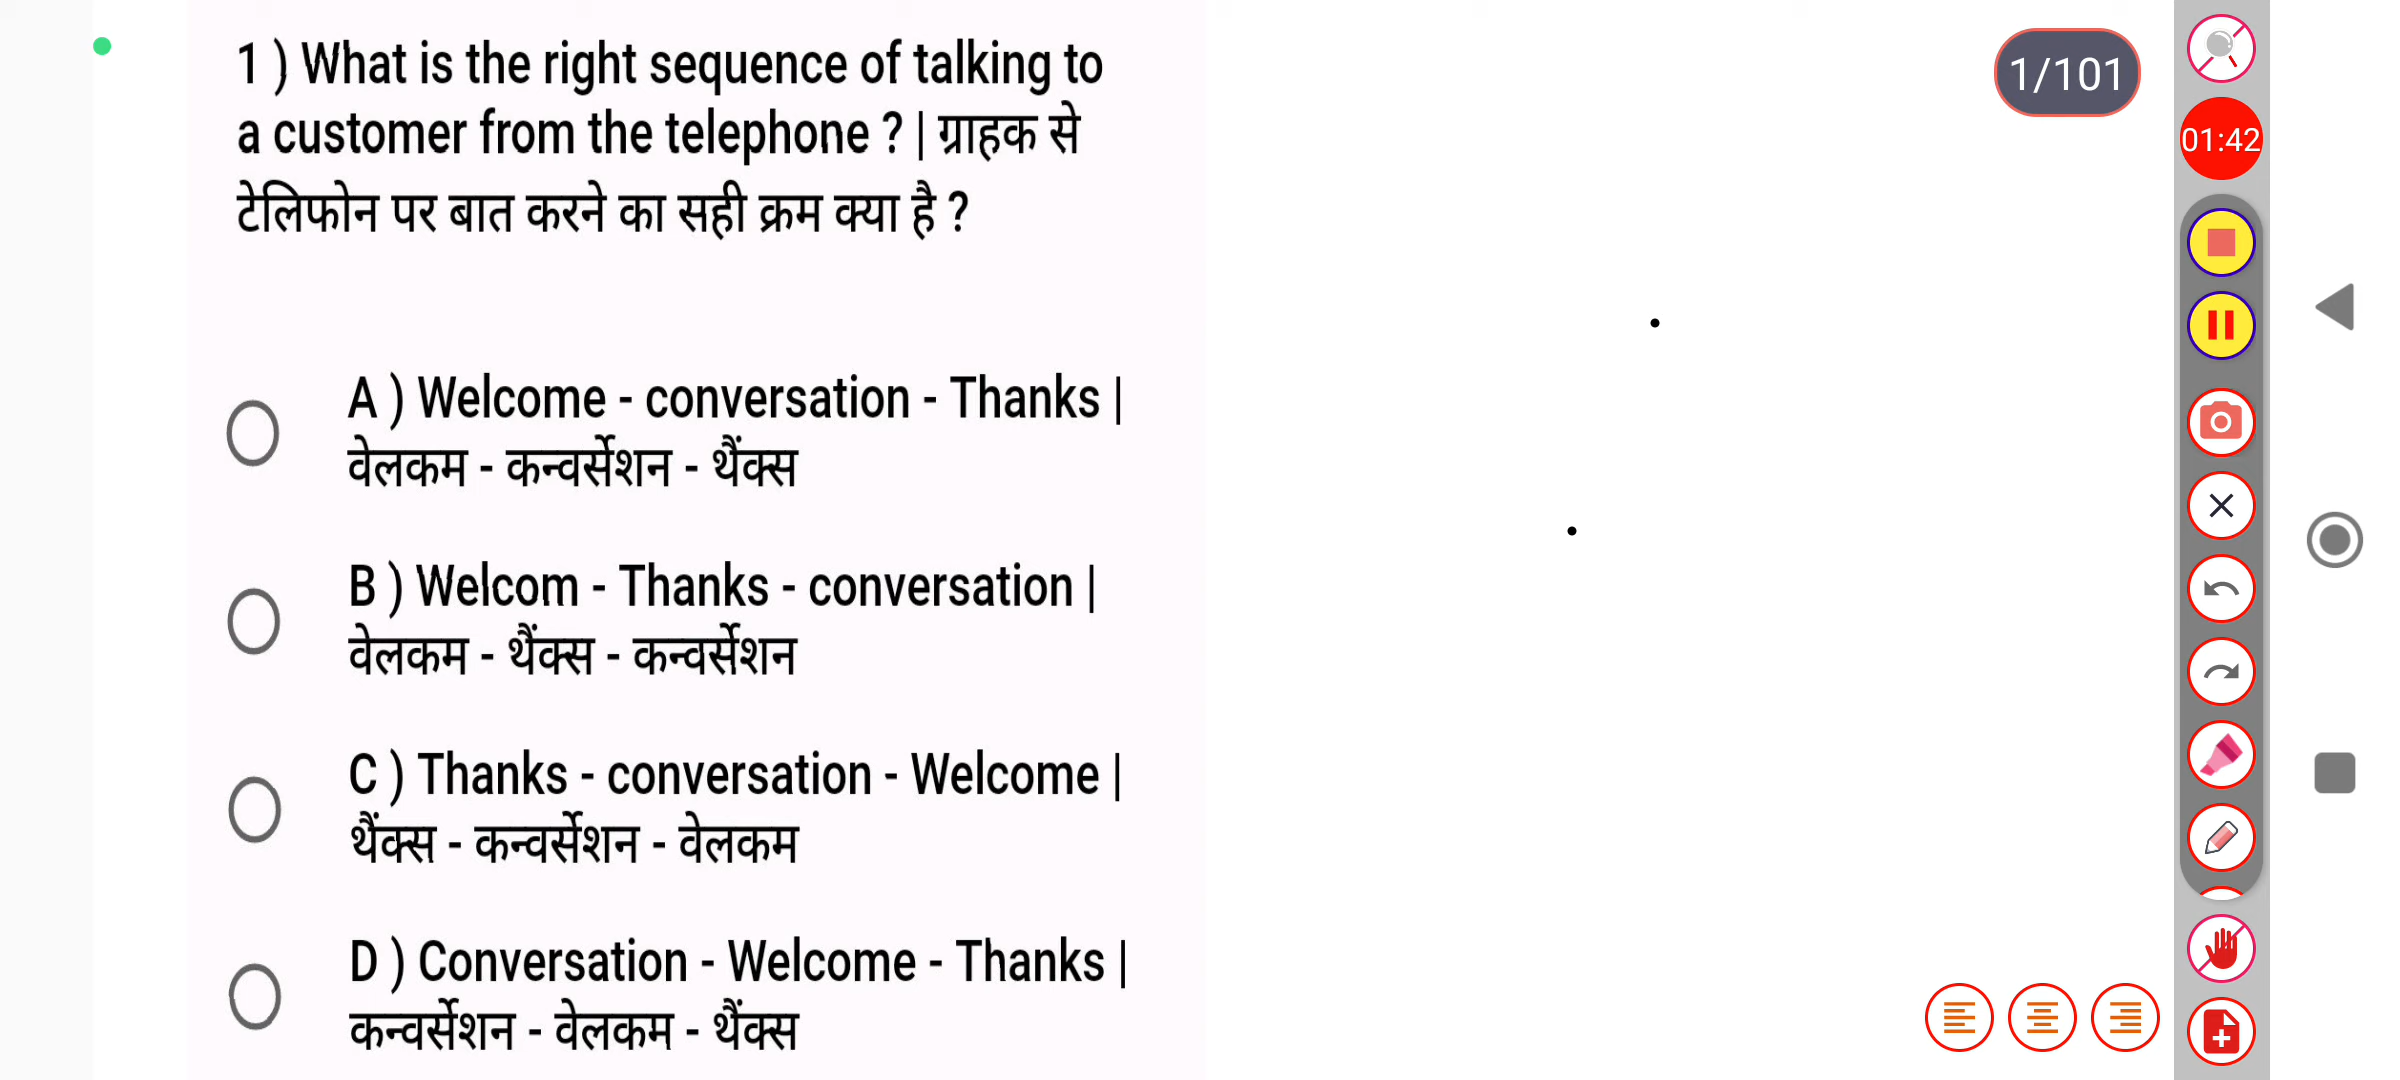 1 ) What is the right sequence of talking to
a customer from the telephone ? | ग्राहक से
टेलिफोन पर बात करने का सही क्रम क्या है ?
A ) Welcome - conversation - Thanks |
वेलकम - कन्वर्सेशन - थैंक्स
B ) Welcom - Thanks - conversation |
वेलकम - थैंक्स - कन्वर्सेशन
C ) Thanks - conversation - Welcome |
थैंक्स - कन्वर्सेशन - वेलकम
D ) Conversation - Welcome - Thanks |
कन्वर्सेशन - वेलकम - थैंक्स
1/101
01:42